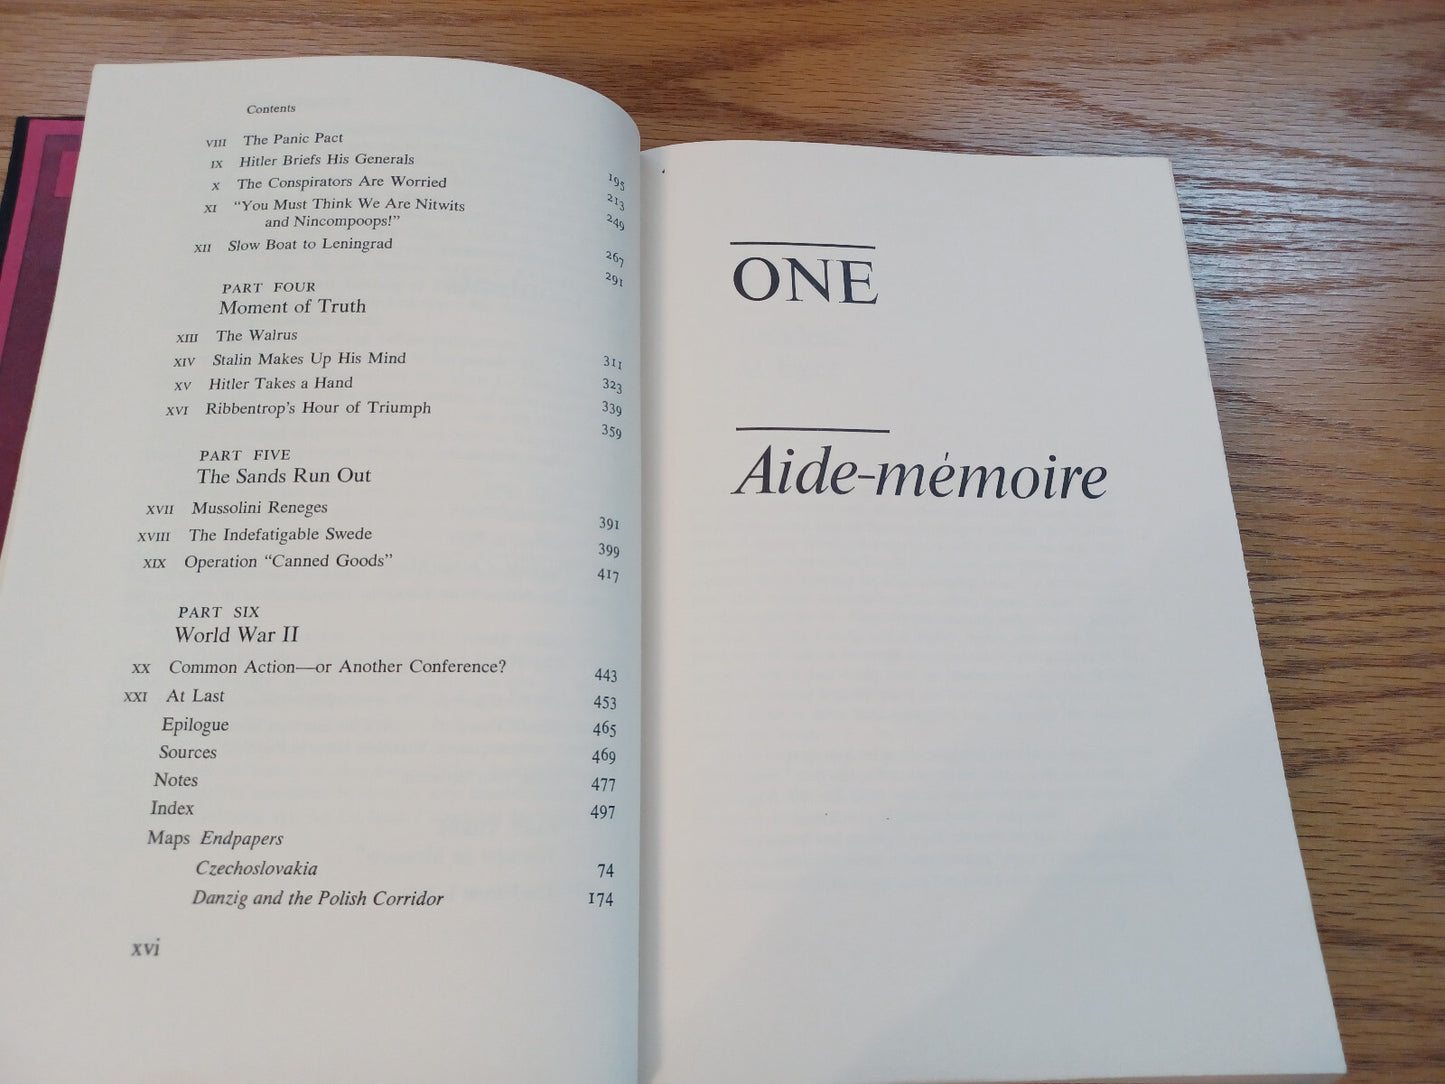 Contents
VIII The Panic Pact 195
IX Hitler Briefs His Generals 213
X The Conspirators Are Worried 249
XI “You Must Think We Are Nitwits
and Nincompoops!” 267
XII Slow Boat to Leningrad 291
PART FOUR
Moment of Truth
XIII The Walrus 311
XIV Stalin Makes Up His Mind 323
XV Hitler Takes a Hand 339
XVI Ribbentrop’s Hour of Triumph 359
PART FIVE
The Sands Run Out
XVII Mussolini Reneges 391
XVIII The Indefatigable Swede 399
XIX Operation “Canned Goods” 417
PART SIX
World War II
XX Common Action—or Another Conference? 443
XXI At Last 453
Epilogue 465
Sources 469
Notes 477
Index 497
Maps Endpapers
Czechoslovakia 74
Danzig and the Polish Corridor 174
xvi
ONE
Aide-mémoire